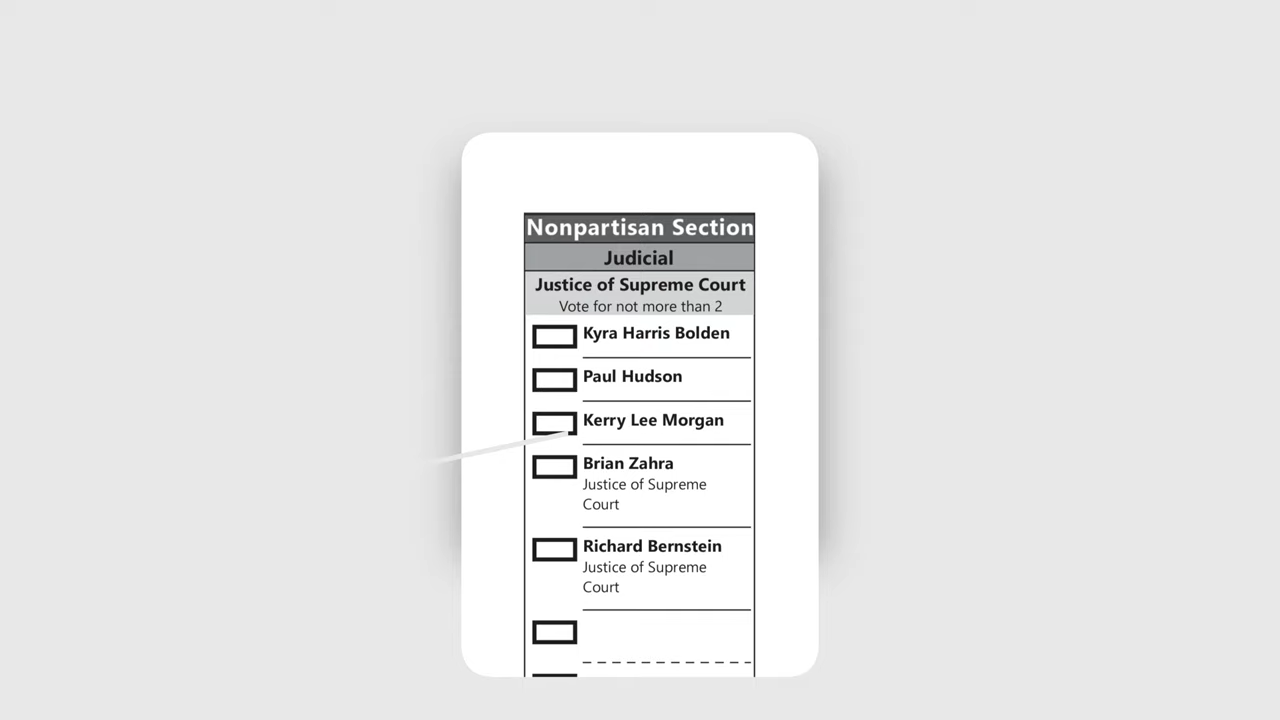 Nonpartisan Section
Judicial
Justice of Supreme Court
Vote for not more than 2
Kyra Harris Bolden
Paul Hudson
Kerry Lee Morgan
Brian Zahra
Justice of Supreme
Court
Richard Bernstein
Justice of Supreme
Court